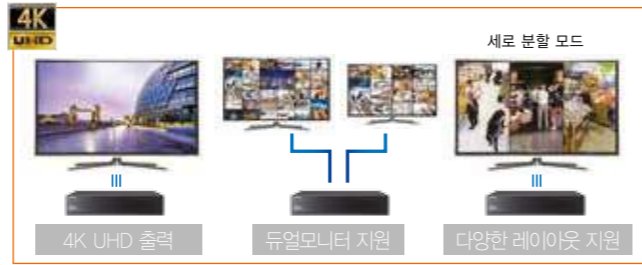 4K
UHD
세로 분할 모드
4K UHD 출력
듀얼모니터 지원
다양한 레이아웃 지원